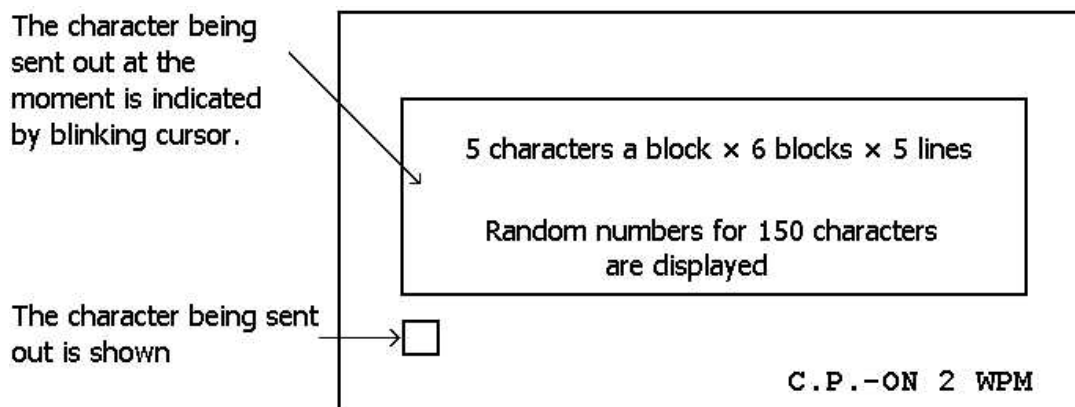 The character being
sent out at the
moment is indicated
by blinking cursor.
5 characters a block × 6 blocks × 5 lines
Random numbers for 150 characters
are displayed
The character being sent
out is shown
C.P.-ON 2 WPM